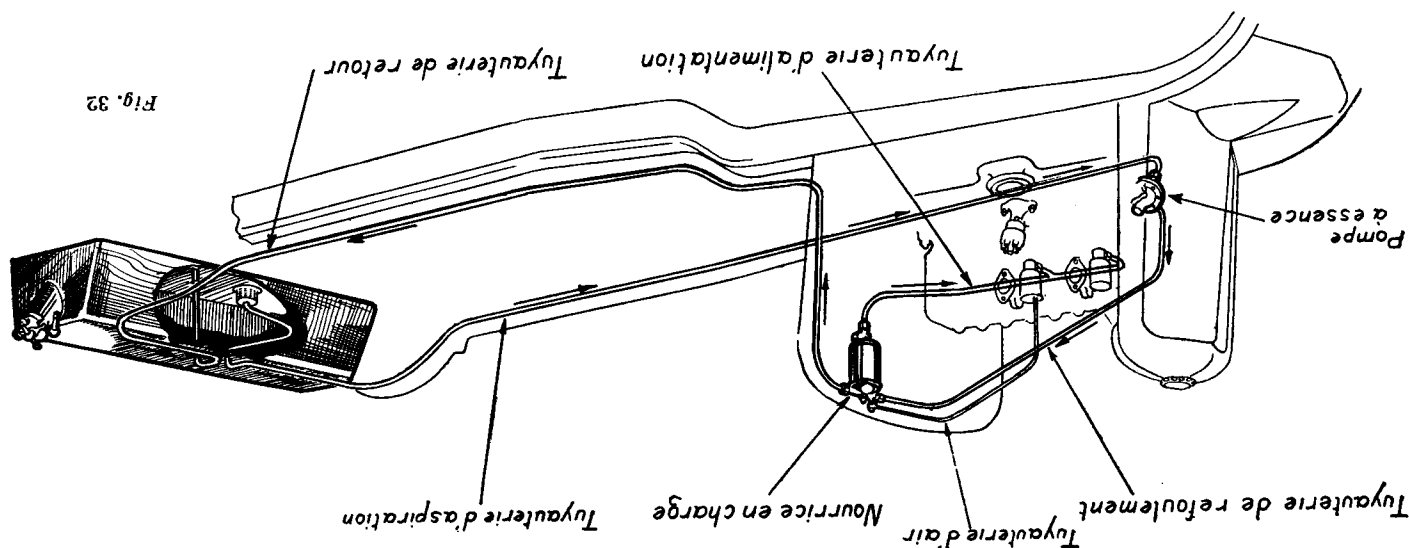 Tuyauterie de refoulement
Tuyauterie d'air
Nourrice en charge
Tuyauterie d'aspiration
Pompe
à essence
Tuyauterie d'alimentation
Tuyauterie de retour
Fig. 32